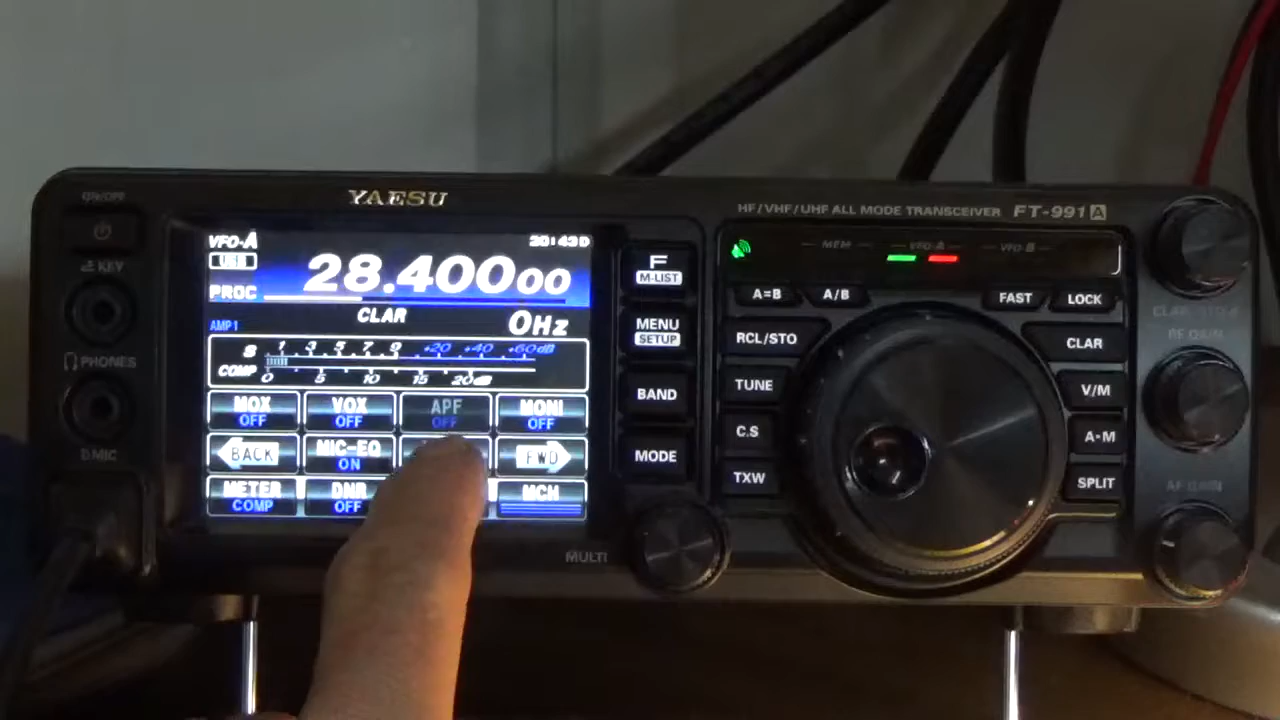 ON/OFF
YAESU
HF/VHF/UHF ALL MODE TRANSCEIVER FT-991A
KEY
PHONES
MIC
VFO-A
USB
28.40000
PROC
CLAR
0Hz
AMP1
S 1 3 5 7 9 +20 +40 +60dB
COMP 0 5 10 15 20dB
MOX OFF
VOX OFF
APF OFF
MONI OFF
BACK
MIC-EQ ON
FWD
METER COMP
DNR OFF
MCH
F
M-LIST
MENU
SETUP
BAND
MODE
MULTI
MEM
VFO-A
VFO-B
A=B
A/B
FAST
LOCK
RCL/STO
CLAR
TUNE
V/M
C.S
A-M
TXW
SPLIT
RF GAIN
AF GAIN